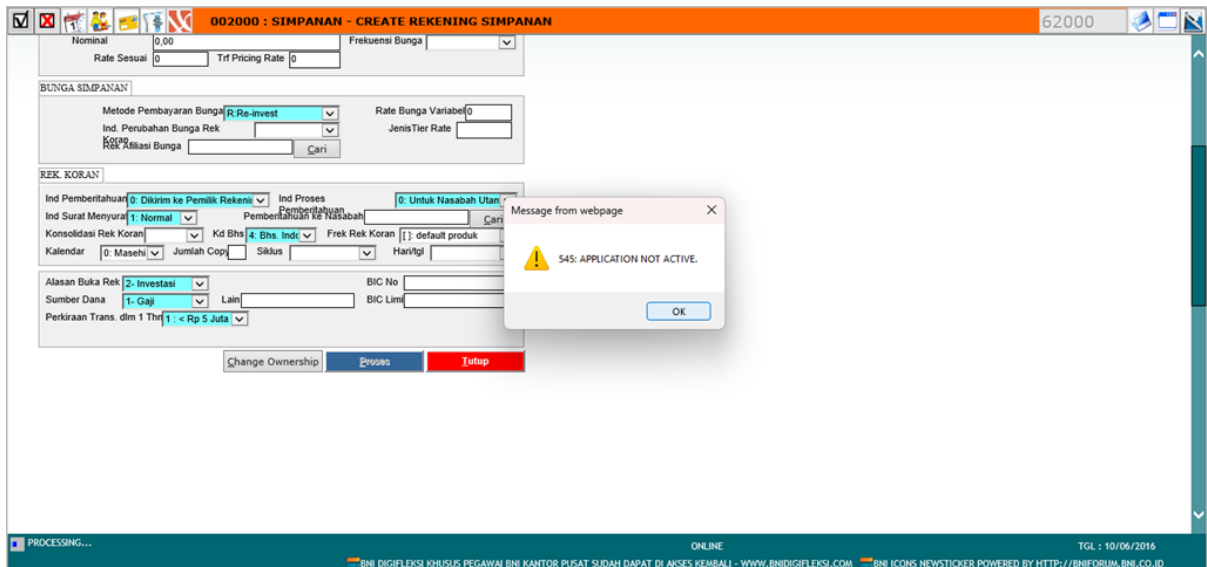 002000 : SIMPANAN - CREATE REKENING SIMPANAN
62000
Nominal 0,00 Frekuensi Bunga
Rate Sesuai 0 Trf Pricing Rate 0
BUNGA SIMPANAN
Metode Pembayaran Bunga R:Re-invest Rate Bunga Variabel 0
Ind. Perubahan Bunga Rek Koran JenisTier Rate
Rek Afiliasi Bunga Cari
REK. KORAN
Ind Pemberitahuan 0: Dikirim ke Pemilik Rekeni Ind Proses Pemberitahuan 0: Untuk Nasabah Utan
Ind Surat Menyurat 1: Normal Pemberitahuan ke Nasabah Cari
Konsolidasi Rek Koran Kd Bhs 4: Bhs. Indo Frek Rek Koran [ ]: default produk
Kalendar 0: Masehi Jumlah Copy Siklus Hari/tgl
Alasan Buka Rek 2- Investasi BIC No
Sumber Dana 1- Gaji Lain BIC Limi
Perkiraan Trans. dlm 1 Thn 1 : < Rp 5 Juta
Change Ownership Proses Tutup
Message from webpage
545: APPLICATION NOT ACTIVE.
OK
PROCESSING... ONLINE TGL : 10/06/2016
BNI DIGIFLEKSI KHUSUS PEGAWAI BNI KANTOR PUSAT SUDAH DAPAT DI AKSES KEMBALI - WWW.BNIDIGIFLEKSI.COM BNI ICONS NEWSTICKER POWERED BY HTTP://BNIFORUM.BNI.CO.ID